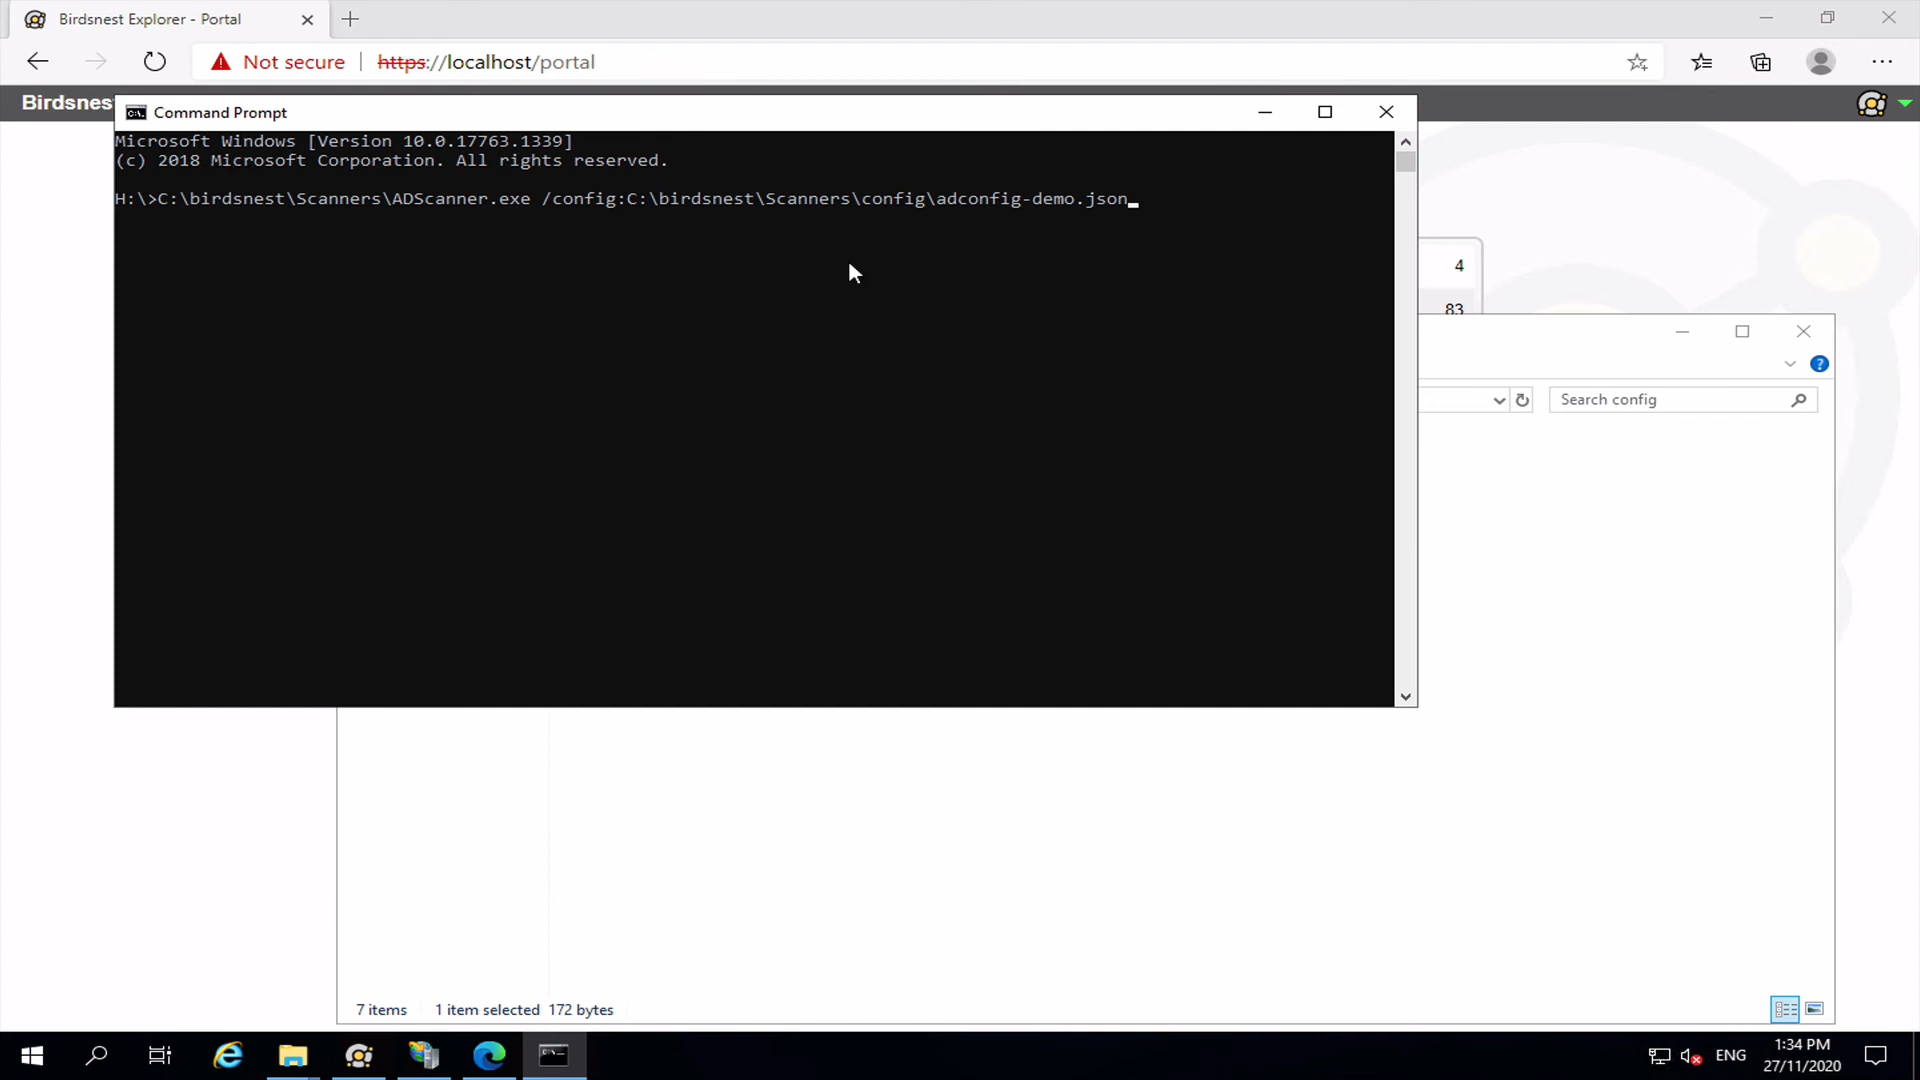 Birdsnest Explorer - Portal
Not secure
https://localhost/portal
Birdsnes
Command Prompt
Microsoft Windows [Version 10.0.17763.1339]
(c) 2018 Microsoft Corporation. All rights reserved.
H:\>C:\birdsnest\Scanners\ADScanner.exe /config:C:\birdsnest\Scanners\config\adconfig-demo.json
4
83
Search config
7 items 1 item selected 172 bytes
ENG
1:34 PM
27/11/2020